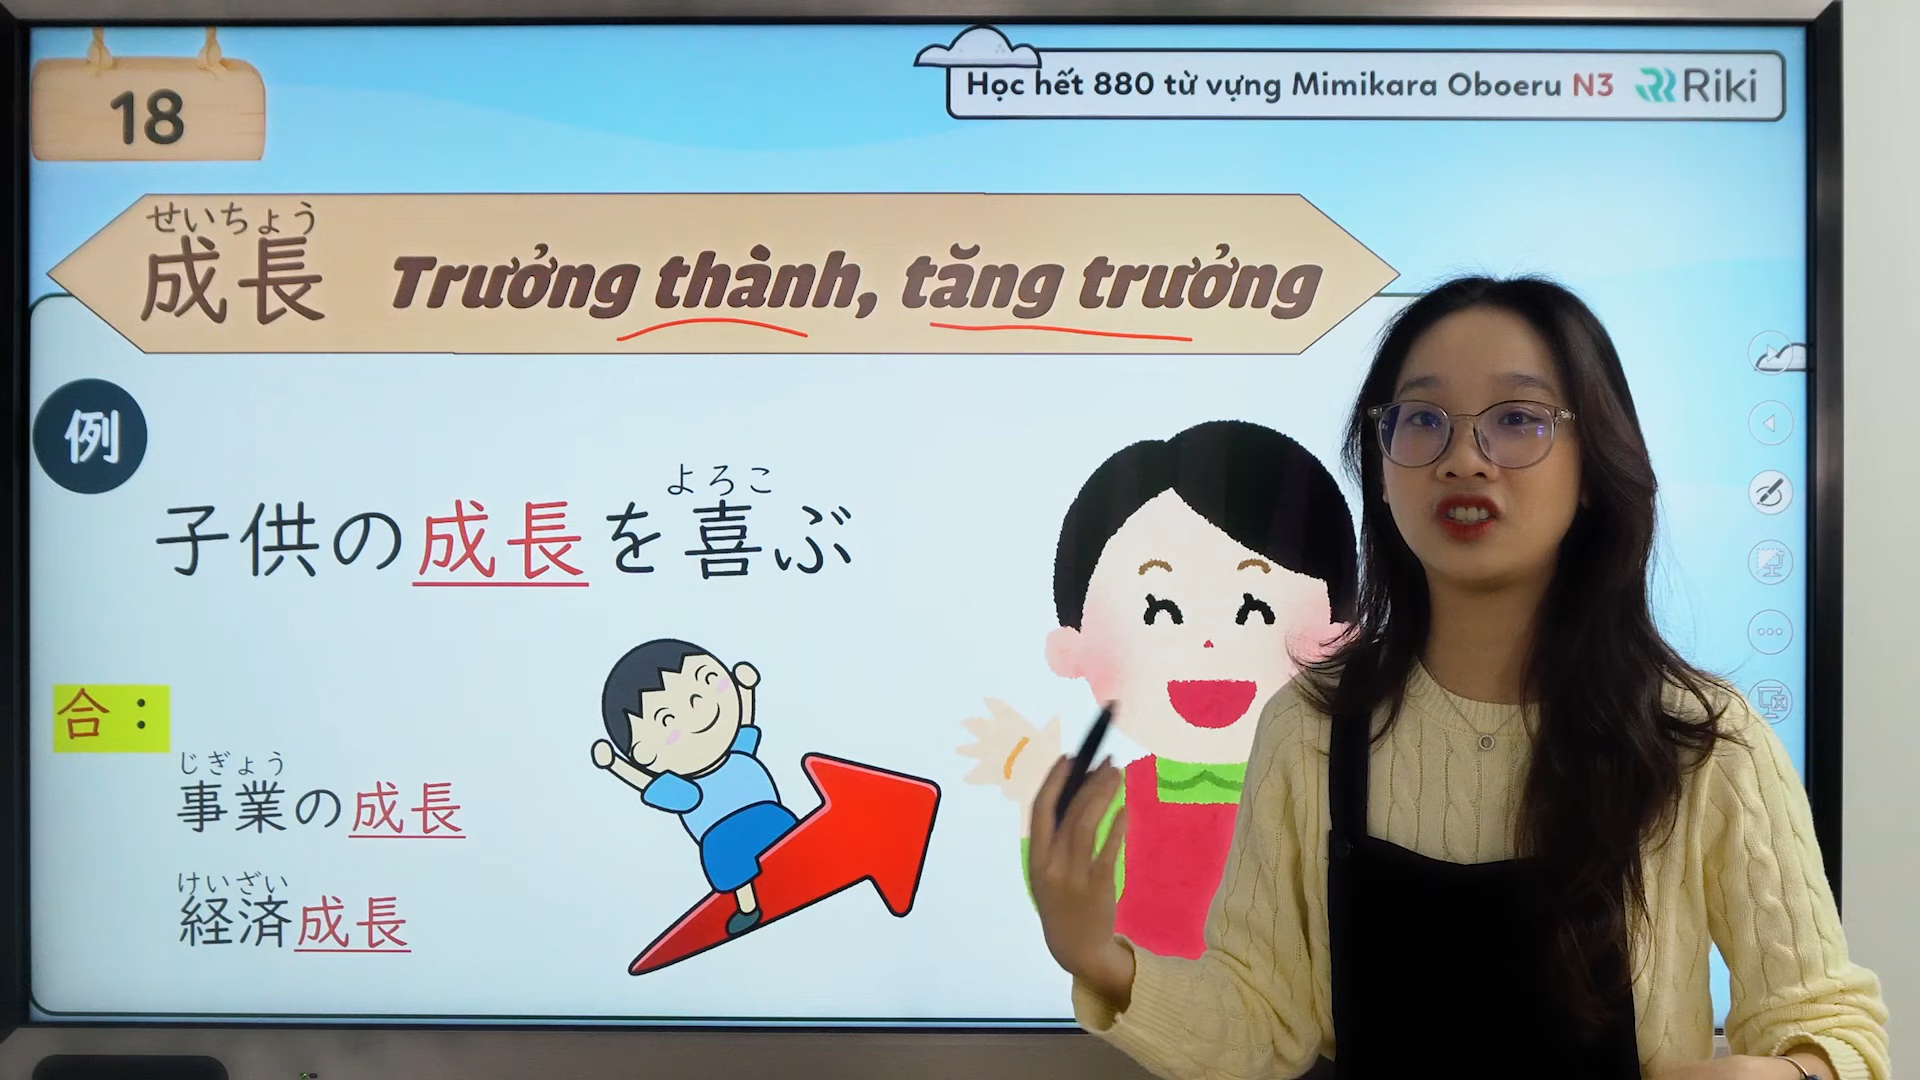 18
Học hết 880 từ vựng Mimikara Oboeru N3 Riki
せいちょう
成長 Trưởng thành, tăng trưởng
例
よろこ
子供の成長を喜ぶ
合：
じぎょう
事業の成長
けいざい
経済成長